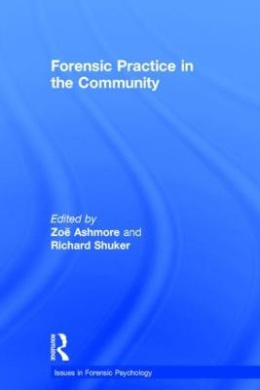 Forensic Practice in
the Community
Edited by
Zoë Ashmore and
Richard Shuker
ROUTLEDGE
Issues in Forensic Psychology